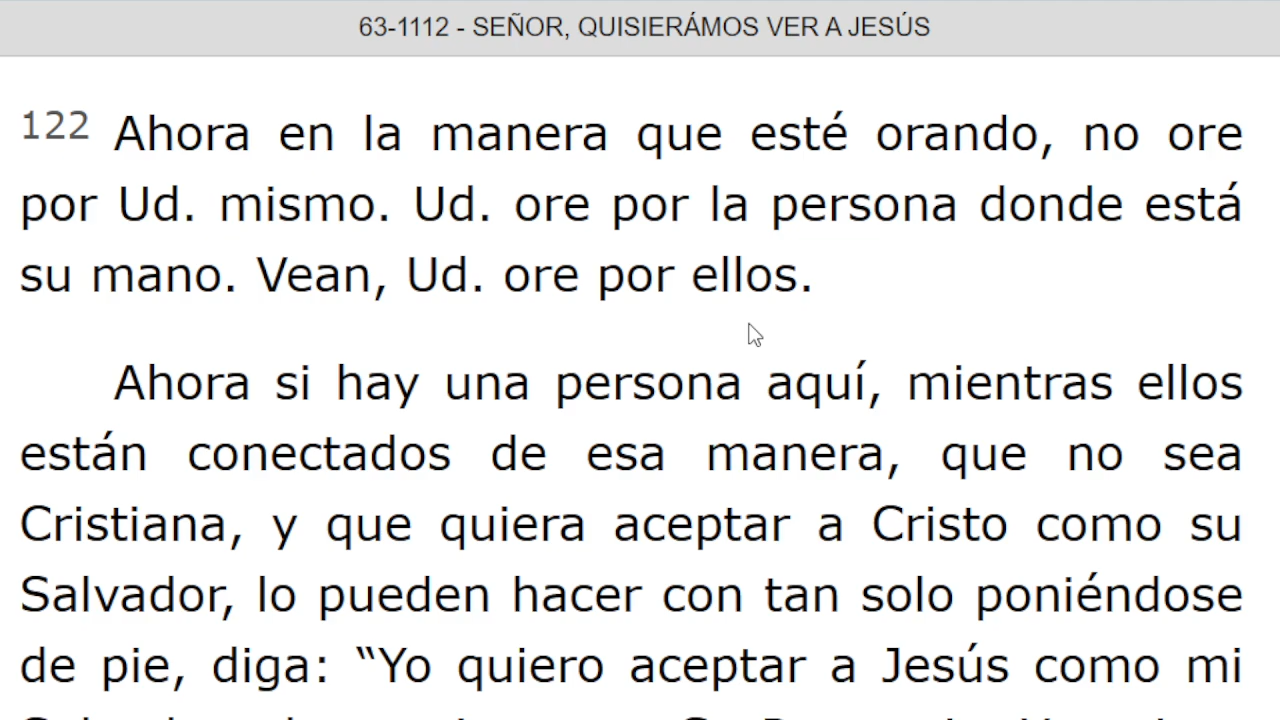 63-1112 - SEÑOR, QUISIERÁMOS VER A JESÚS
122 Ahora en la manera que esté orando, no ore
por Ud. mismo. Ud. ore por la persona donde está
su mano. Vean, Ud. ore por ellos.
Ahora si hay una persona aquí, mientras ellos
están conectados de esa manera, que no sea
Cristiana, y que quiera aceptar a Cristo como su
Salvador, lo pueden hacer con tan solo poniéndose
de pie, diga: “Yo quiero aceptar a Jesús como mi